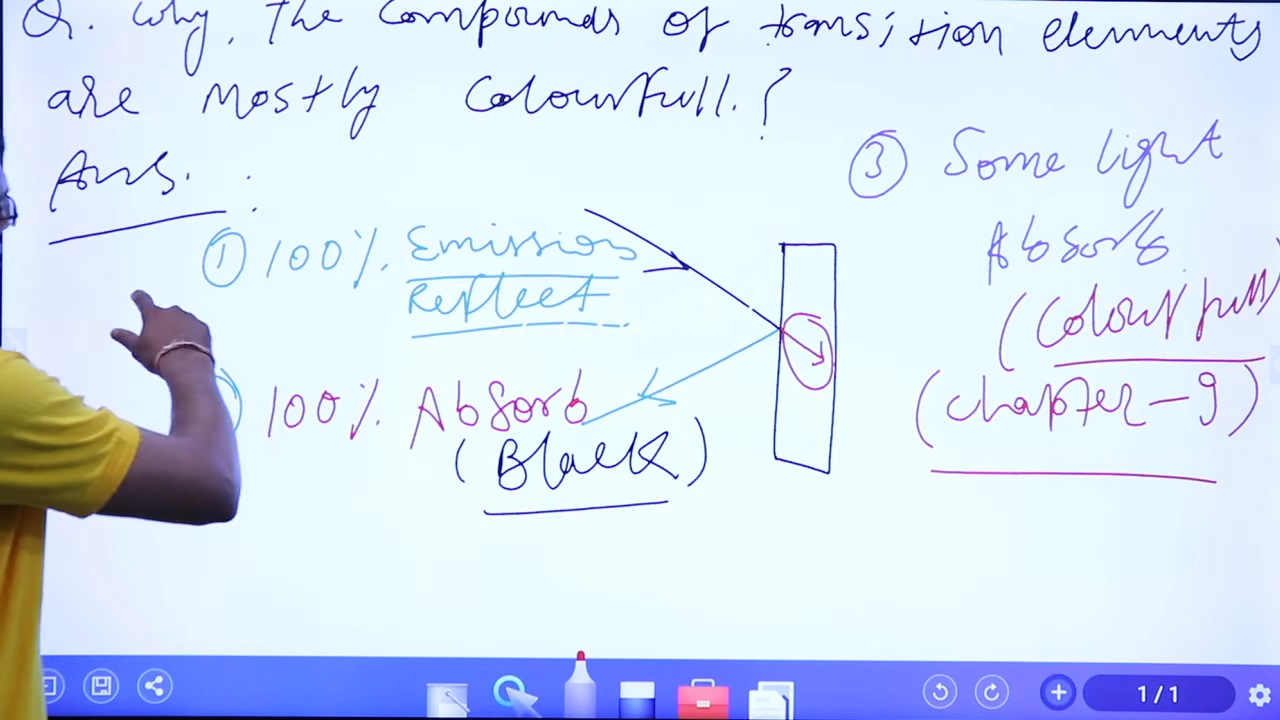 Q. Why, The Compounds of transition elements
are mostly Colourfull.?
Ans.
① 100% Emission
Reflect
100% Absorb
(Black)
③ Some light
Absorb
(Colourfull)
(chapter-9)
1/1